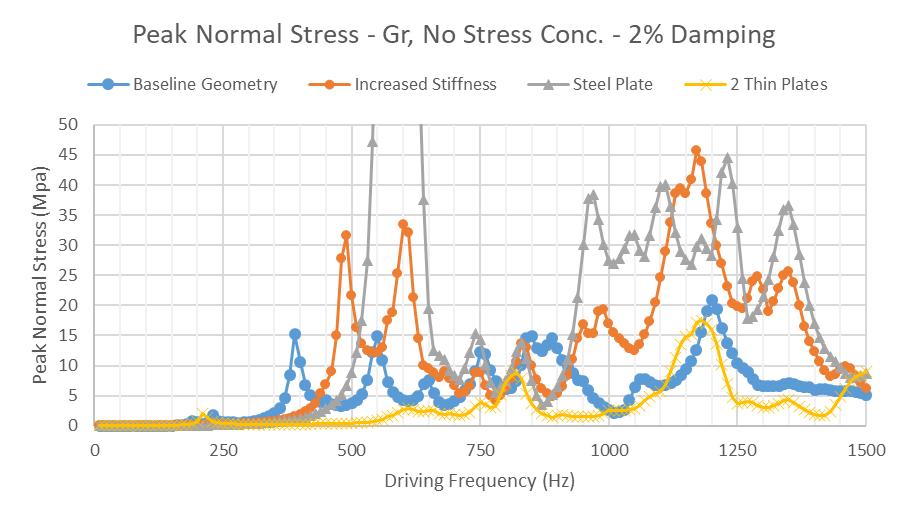 Peak Normal Stress - Gr, No Stress Conc. - 2% Damping
Baseline Geometry Increased Stiffness Steel Plate 2 Thin Plates
50
45
40
35
30
25
20
15
10
5
0
Peak Normal Stress (Mpa)
0 250 500 750 1000 1250 1500
Driving Frequency (Hz)